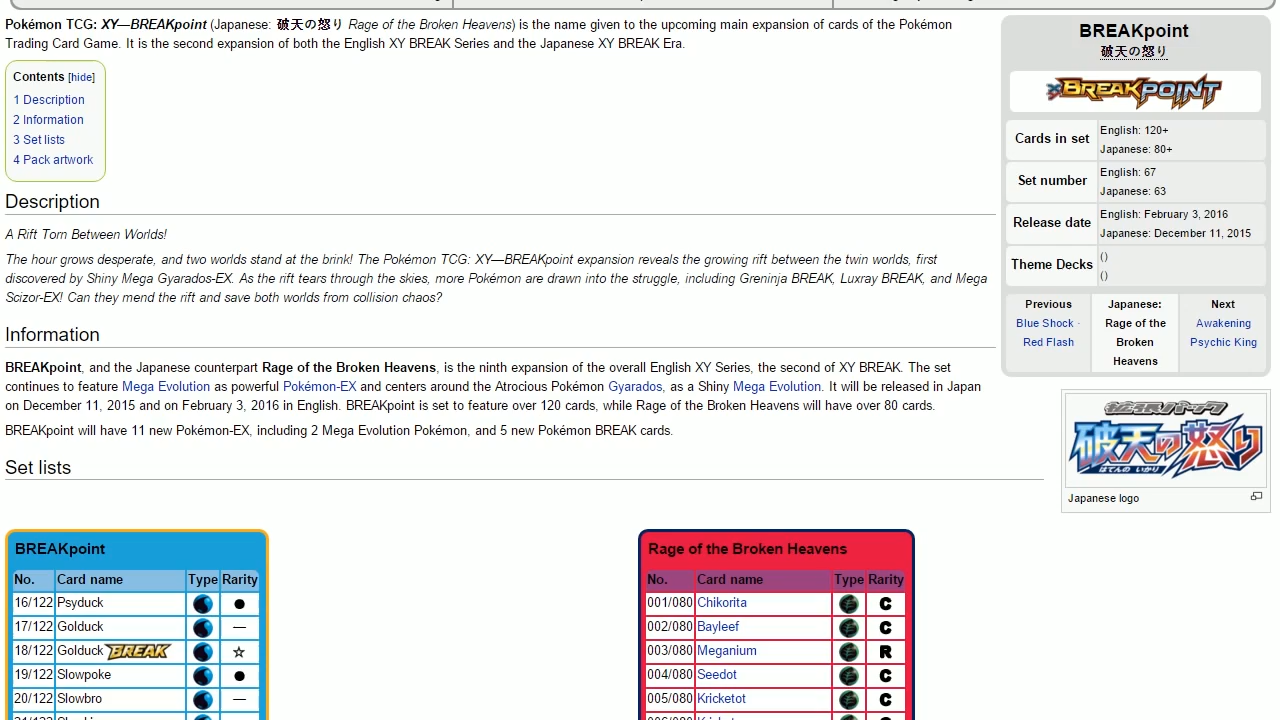 Pokémon TCG: XY—BREAKpoint (Japanese: 破天の怒り Rage of the Broken Heavens) is the name given to the upcoming main expansion of cards of the Pokémon
Trading Card Game. It is the second expansion of both the English XY BREAK Series and the Japanese XY BREAK Era.
Contents [hide]
1 Description
2 Information
3 Set lists
4 Pack artwork
Description
A Rift Torn Between Worlds!
The hour grows desperate, and two worlds stand at the brink! The Pokémon TCG: XY—BREAKpoint expansion reveals the growing rift between the twin worlds, first
discovered by Shiny Mega Gyarados-EX. As the rift tears through the skies, more Pokémon are drawn into the struggle, including Greninja BREAK, Luxray BREAK, and Mega
Scizor-EX! Can they mend the rift and save both worlds from collision chaos?
Information
BREAKpoint, and the Japanese counterpart Rage of the Broken Heavens, is the ninth expansion of the overall English XY Series, the second of XY BREAK. The set
continues to feature Mega Evolution as powerful Pokémon-EX and centers around the Atrocious Pokémon Gyarados, as a Shiny Mega Evolution. It will be released in Japan
on December 11, 2015 and on February 3, 2016 in English. BREAKpoint is set to feature over 120 cards, while Rage of the Broken Heavens will have over 80 cards.
BREAKpoint will have 11 new Pokémon-EX, including 2 Mega Evolution Pokémon, and 5 new Pokémon BREAK cards.
Set lists
BREAKpoint
破天の怒り
XY BREAKPOINT
Cards in set
English: 120+
Japanese: 80+
Set number
English: 67
Japanese: 63
Release date
English: February 3, 2016
Japanese: December 11, 2015
Theme Decks
()
()
Previous
Blue Shock ·
Red Flash
Japanese:
Rage of the
Broken
Heavens
Next
Awakening
Psychic King
拡張パック
破天の怒り
はてんの いかり
Japanese logo
BREAKpoint
No. Card name Type Rarity
16/122 Psyduck ●
17/122 Golduck —
18/122 Golduck BREAK ☆
19/122 Slowpoke ●
20/122 Slowbro —
Rage of the Broken Heavens
No. Card name Type Rarity
001/080 Chikorita C
002/080 Bayleef C
003/080 Meganium R
004/080 Seedot C
005/080 Kricketot C